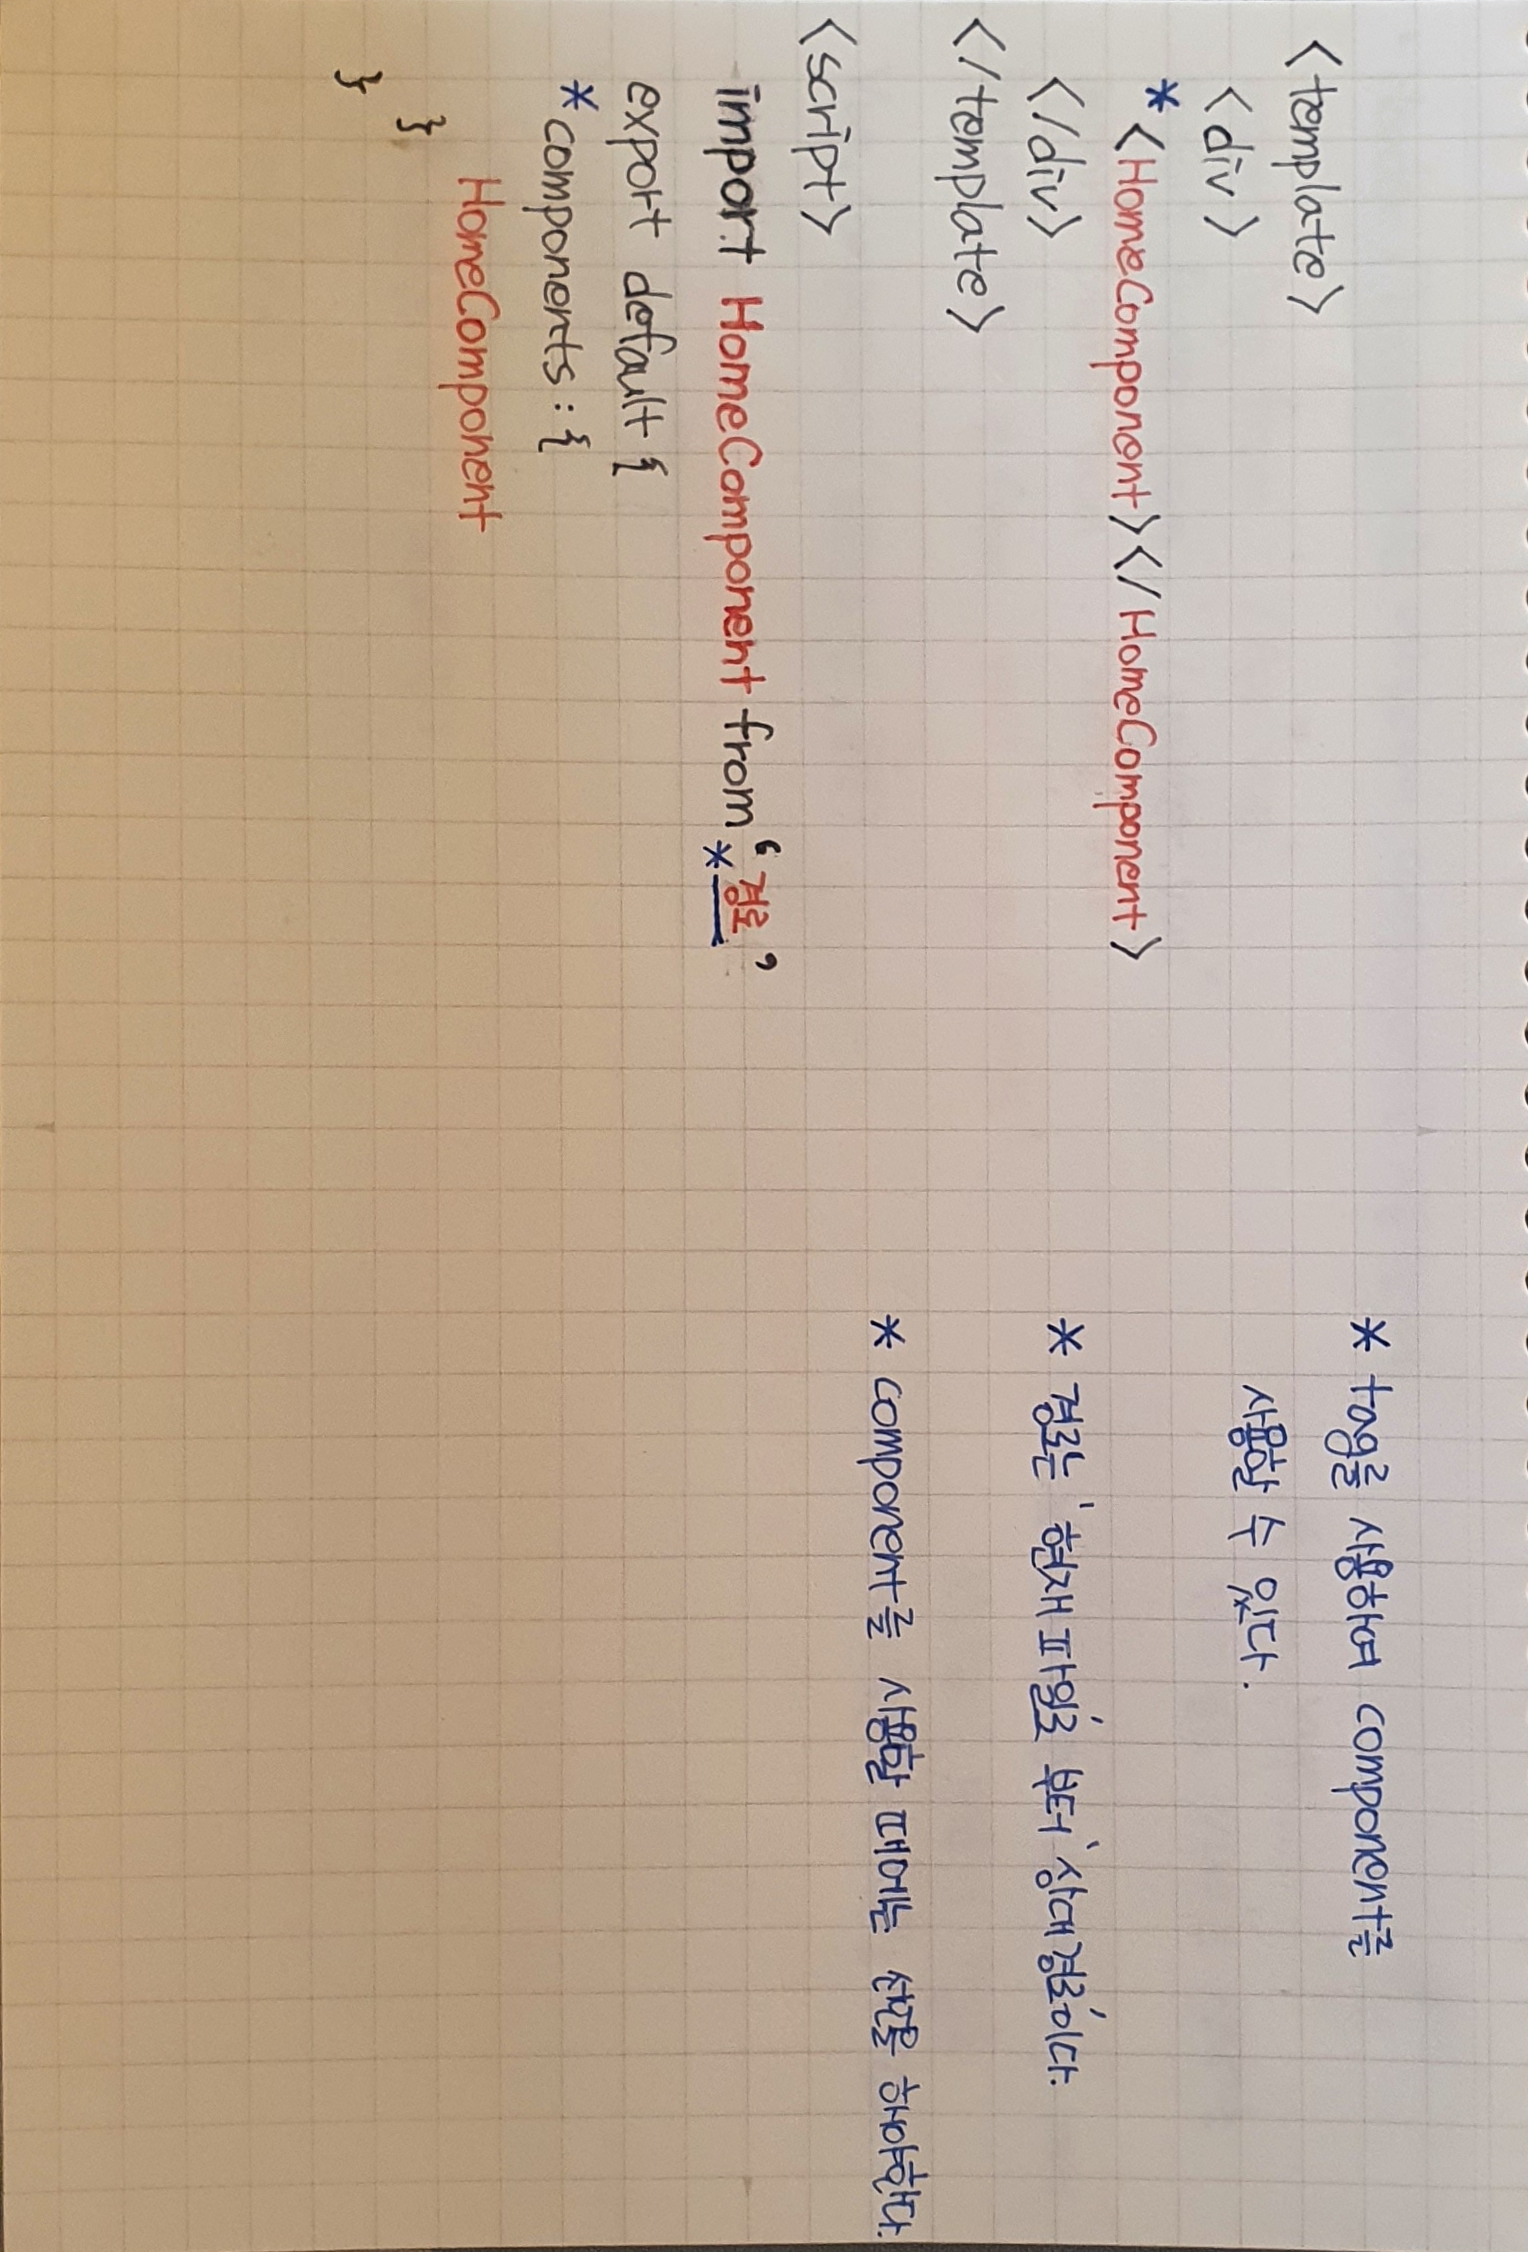 <template>
<div>
*<HomeComponent></HomeComponent>
</div>
</template>
<script>
import HomeComponent from '경로'
*
export default {
*components : {
HomeComponent
}
}
* tag를 사용하여 component를
사용할 수 있다.
* 경로는 '현재 파일로' 부터 '상대경로'이다.
* component를 사용할 때에는 선언을 해야한다.